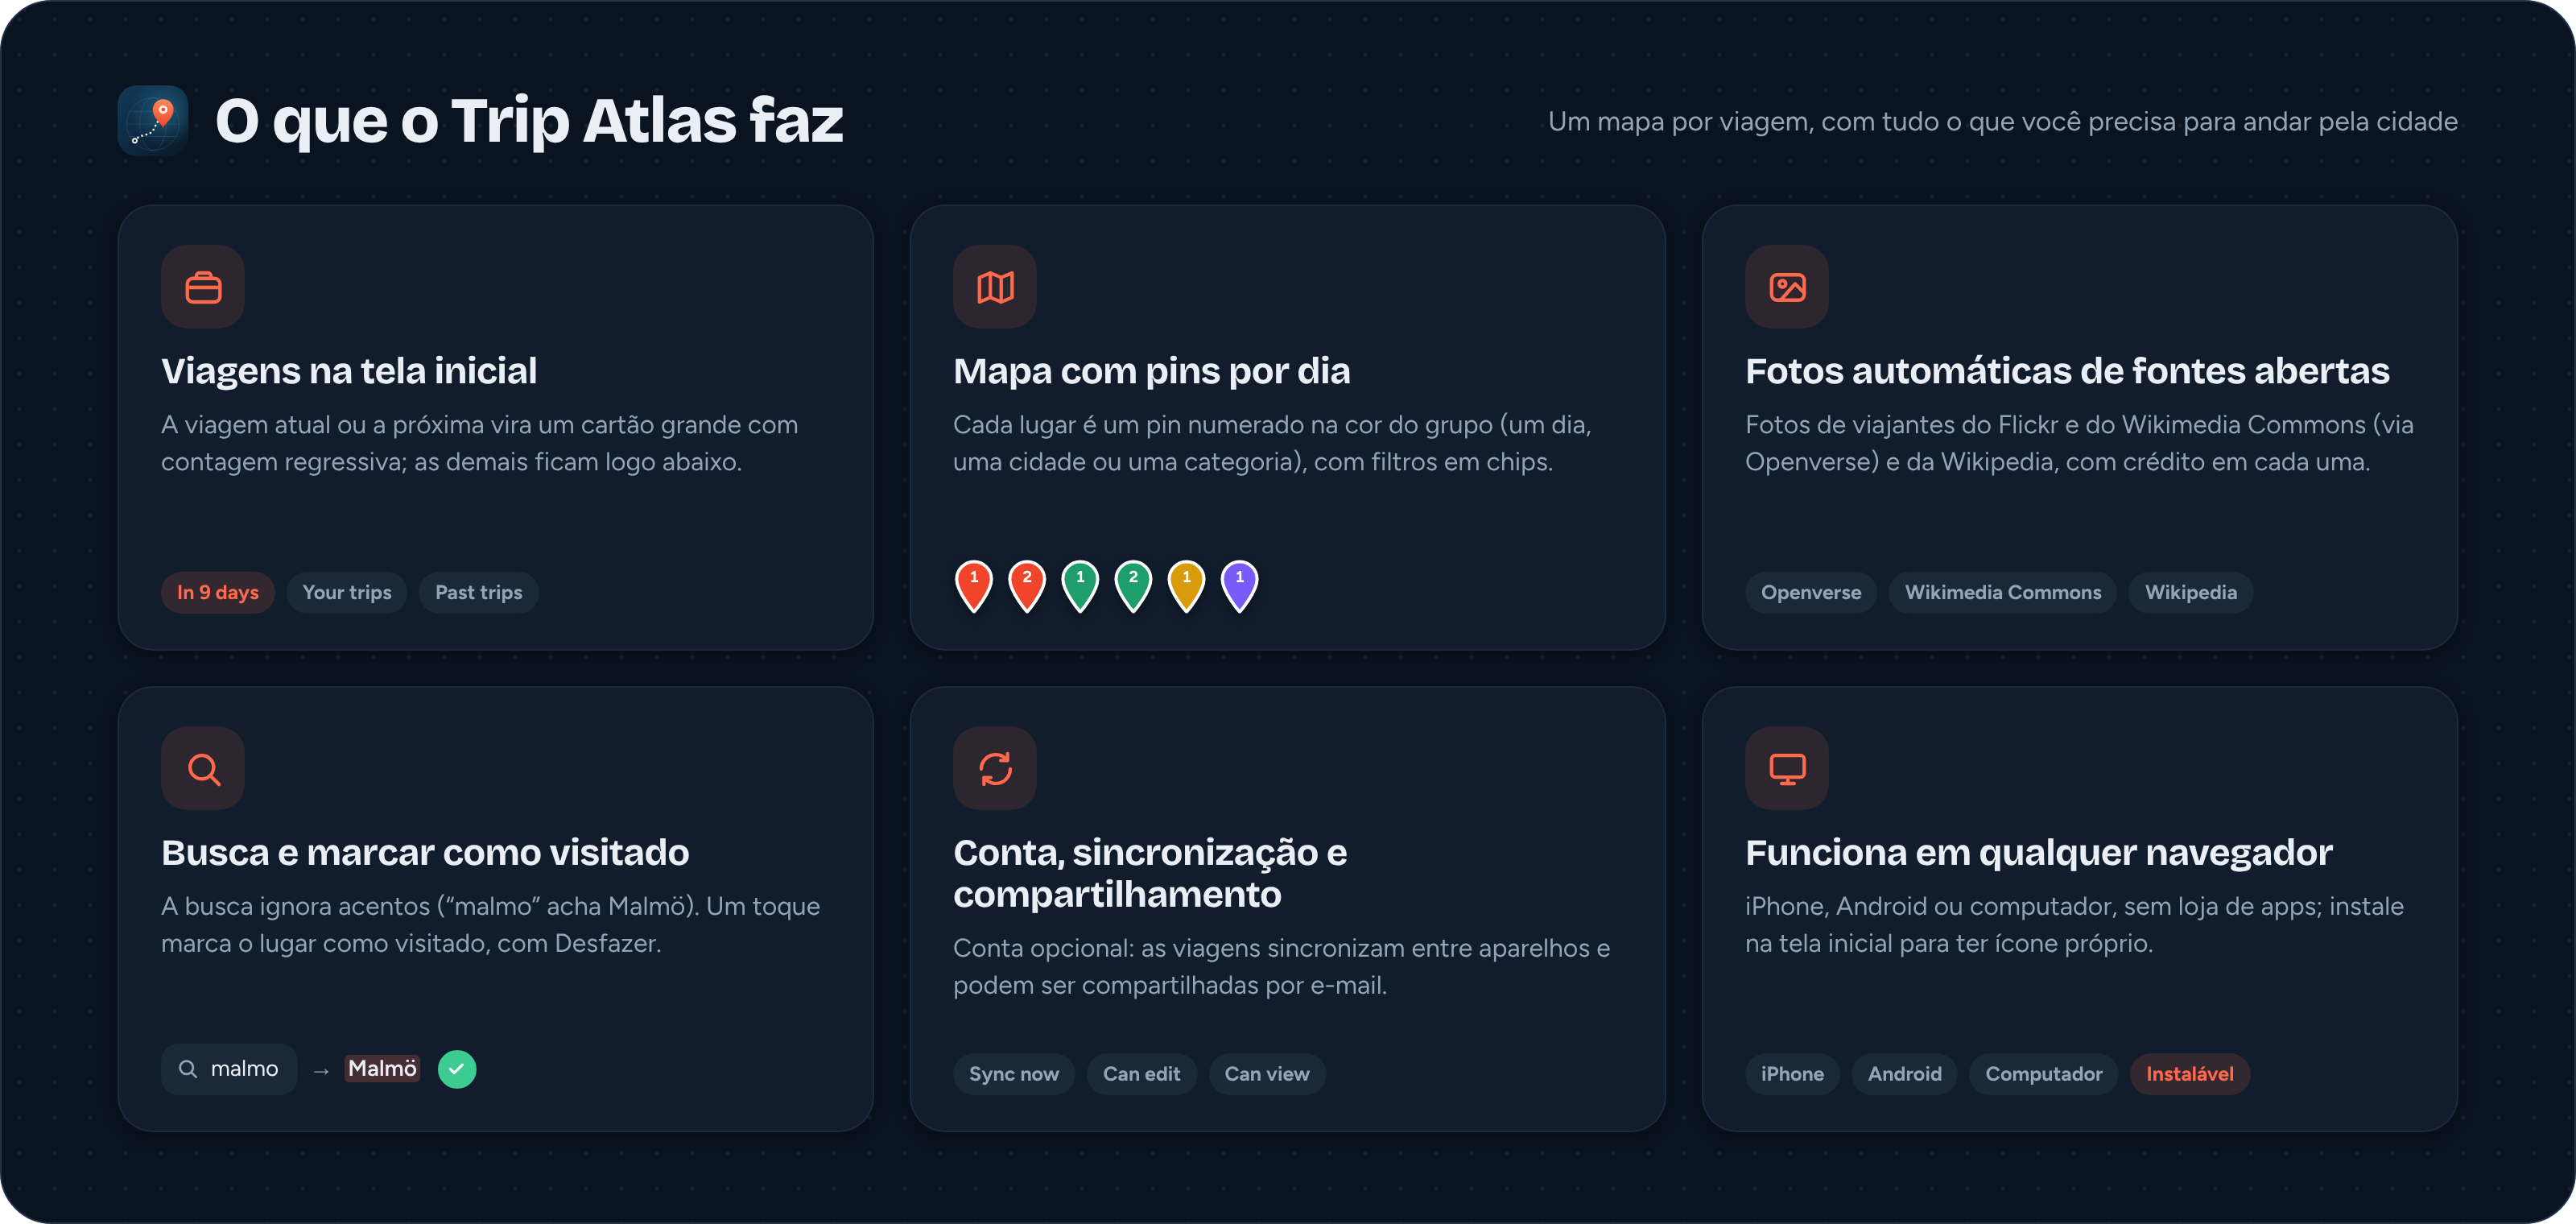 O que o Trip Atlas faz
Um mapa por viagem, com tudo o que você precisa para andar pela cidade
Viagens na tela inicial
A viagem atual ou a próxima vira um cartão grande com
contagem regressiva; as demais ficam logo abaixo.
In 9 days
Your trips
Past trips
Mapa com pins por dia
Cada lugar é um pin numerado na cor do grupo (um dia,
uma cidade ou uma categoria), com filtros em chips.
1 2 1 2 1 1
Fotos automáticas de fontes abertas
Fotos de viajantes do Flickr e do Wikimedia Commons (via
Openverse) e da Wikipedia, com crédito em cada uma.
Openverse
Wikimedia Commons
Wikipedia
Busca e marcar como visitado
A busca ignora acentos (“malmo” acha Malmö). Um toque
marca o lugar como visitado, com Desfazer.
malmo → Malmö
Conta, sincronização e
compartilhamento
Conta opcional: as viagens sincronizam entre aparelhos e
podem ser compartilhadas por e-mail.
Sync now
Can edit
Can view
Funciona em qualquer navegador
iPhone, Android ou computador, sem loja de apps; instale
na tela inicial para ter ícone próprio.
iPhone
Android
Computador
Instalável